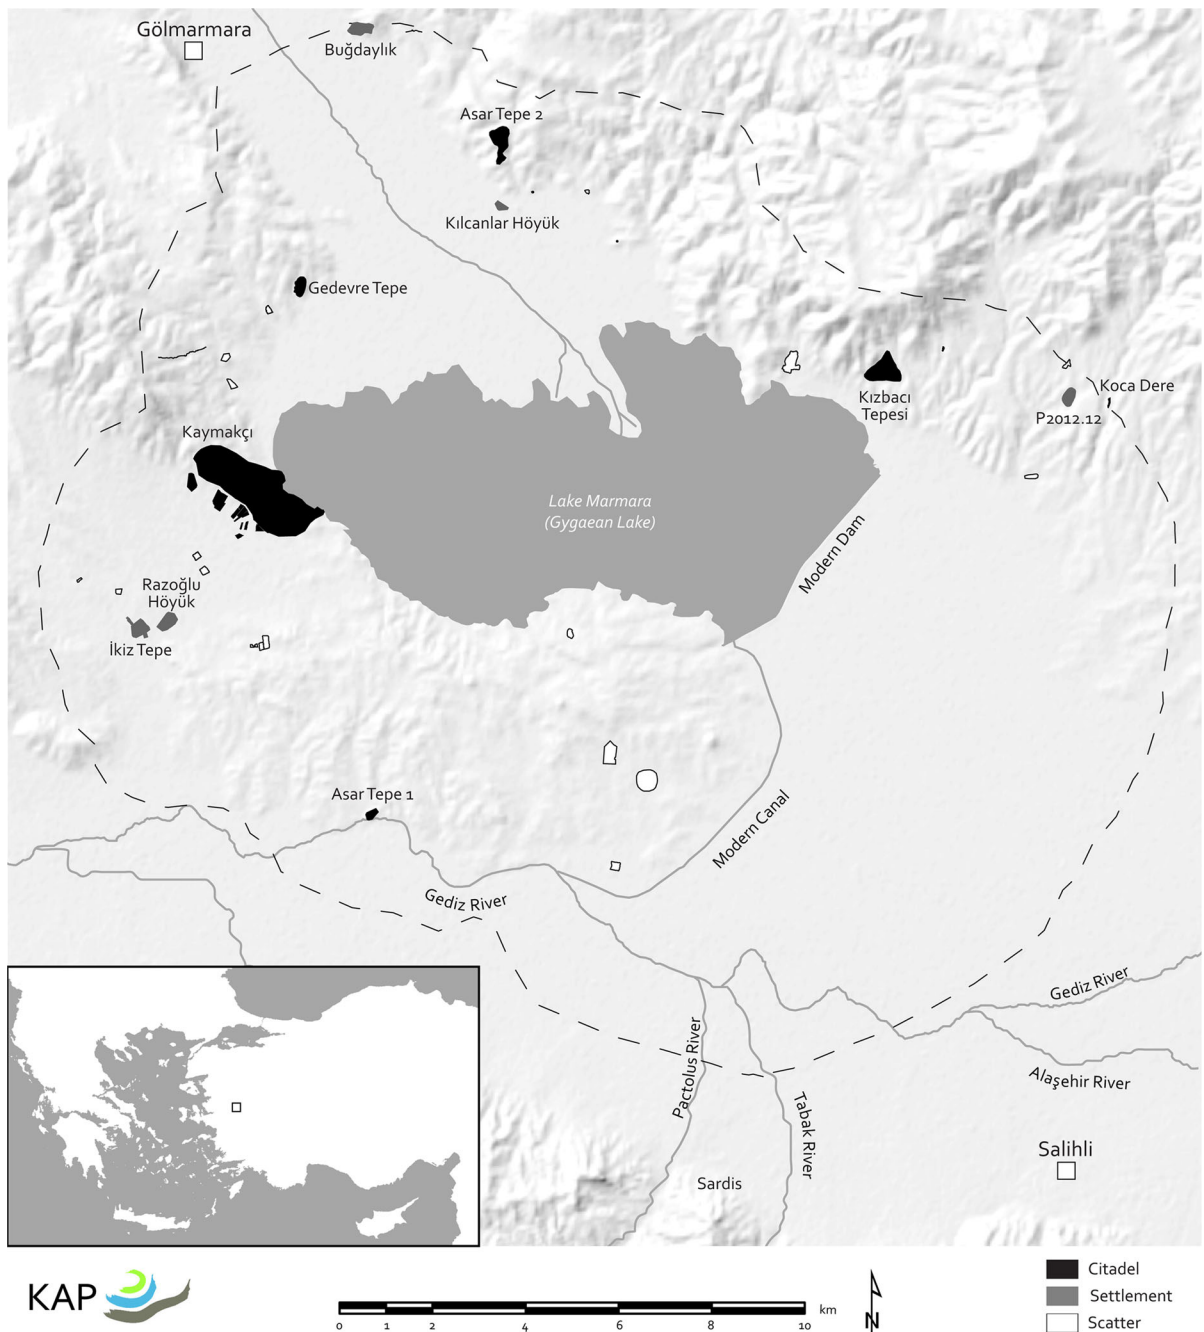 Gölmarmara
Buğdaylık
Asar Tepe 2
Kılcanlar Höyük
Gedevre Tepe
Kızbacı
Tepesi
Koca Dere
P2012.12
Kaymakçı
Lake Marmara
(Gygaean Lake)
Modern Dam
Razoğlu
Höyük
İkiz Tepe
Asar Tepe 1
Modern Canal
Gediz River
Gediz River
Pactolus River
Alaşehir River
Tabak River
Salihli
Sardis
KAP
0 1 2 4 6 8 10 km
N
Citadel
Settlement
Scatter